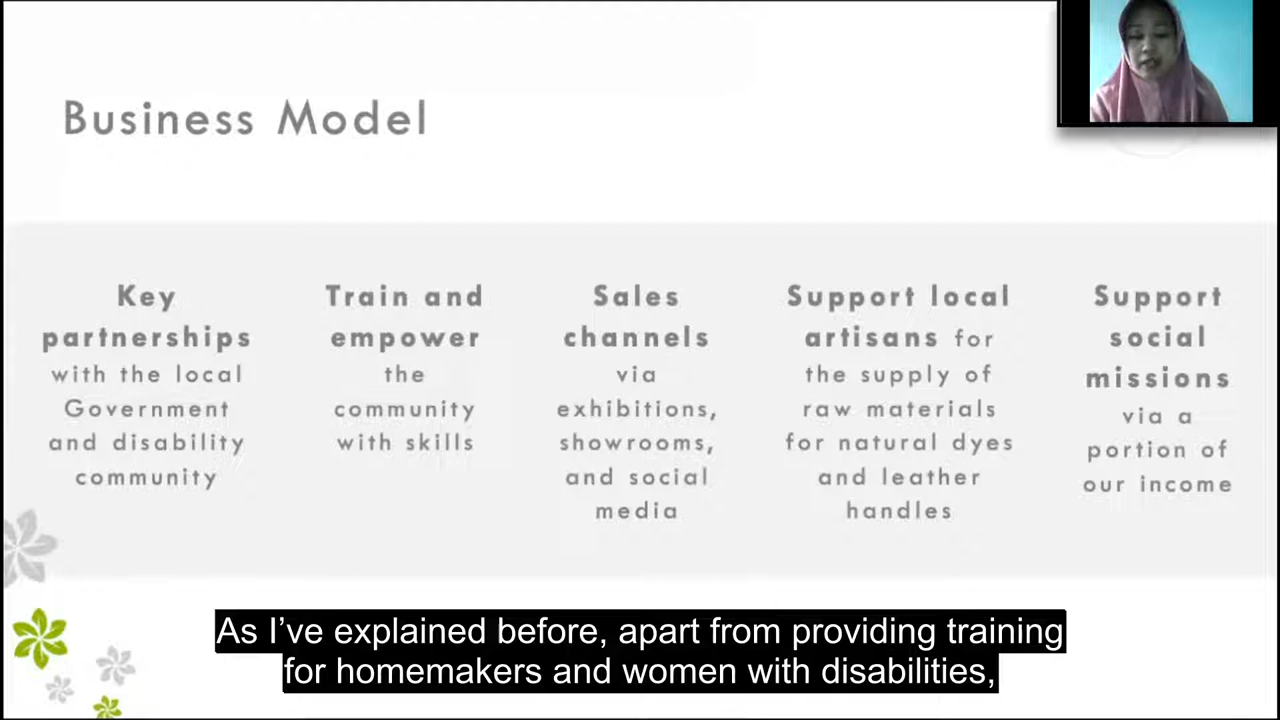 Business Model
Key
partnerships
with the local
Government
and disability
community
Train and
empower
the
community
with skills
Sales
channels
via
exhibitions,
showrooms,
and social
media
Support local
artisans for
the supply of
raw materials
for natural dyes
and leather
handles
Support
social
missions
via a
portion of
our income
As I’ve explained before, apart from providing training
for homemakers and women with disabilities,